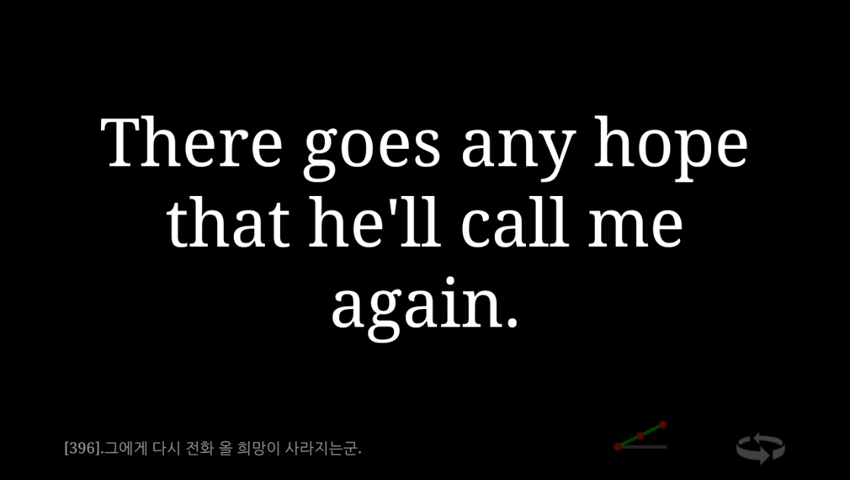 There goes any hope
that he'll call me
again.
[396].그에게 다시 전화 올 희망이 사라지는군.